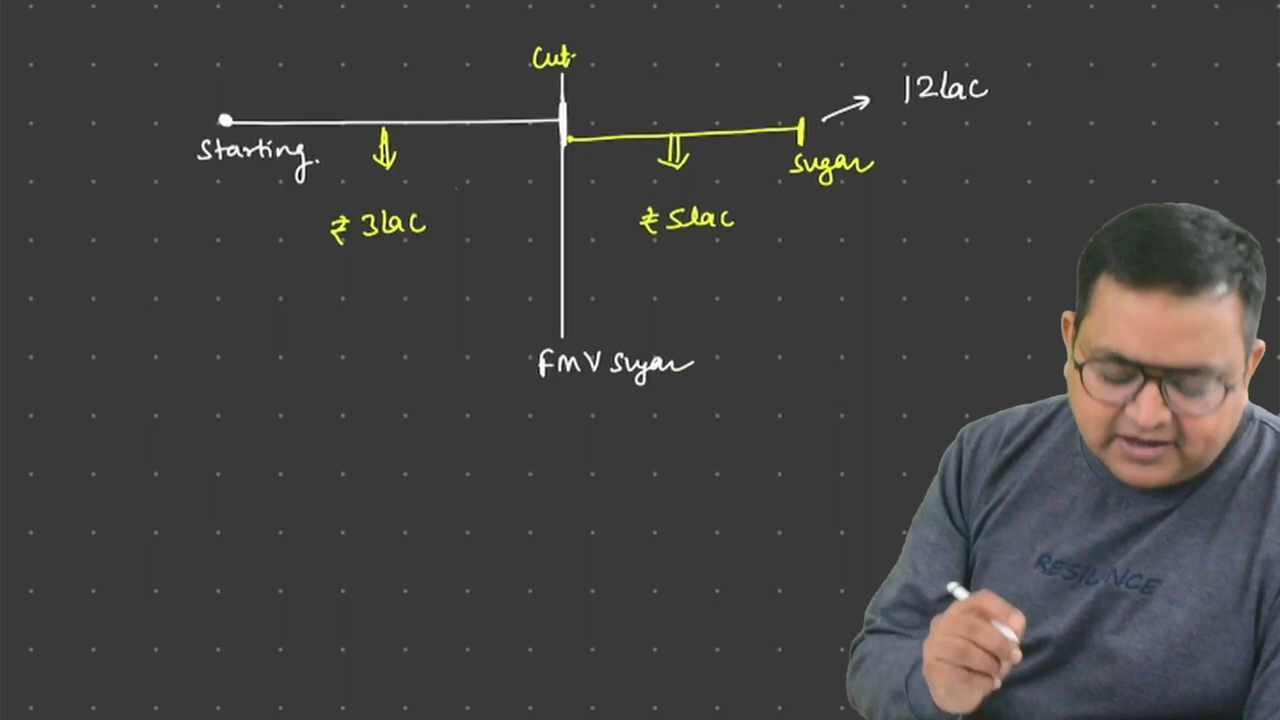 Cut
12lac
Starting.
Sugar
₹ 3lac
₹ 5lac
FMV Sugar
RESILIENCE